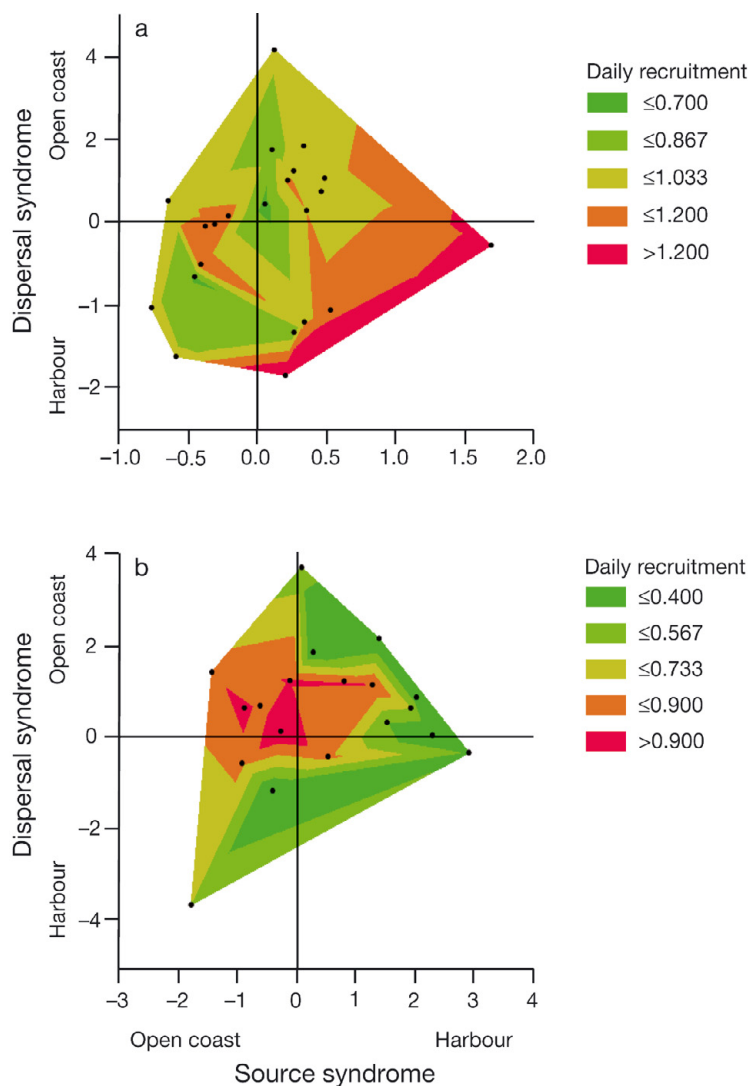 a
Daily recruitment
≤0.700
≤0.867
≤1.033
≤1.200
>1.200
Dispersal syndrome
Open coast
Harbour
4
2
0
−1
−2
-1.0
−0.5
0.0
0.5
1.0
1.5
2.0
b
Daily recruitment
≤0.400
≤0.567
≤0.733
≤0.900
>0.900
Dispersal syndrome
Open coast
Harbour
4
2
0
−2
−4
−3
−2
−1
0
1
2
3
4
Open coast
Harbour
Source syndrome